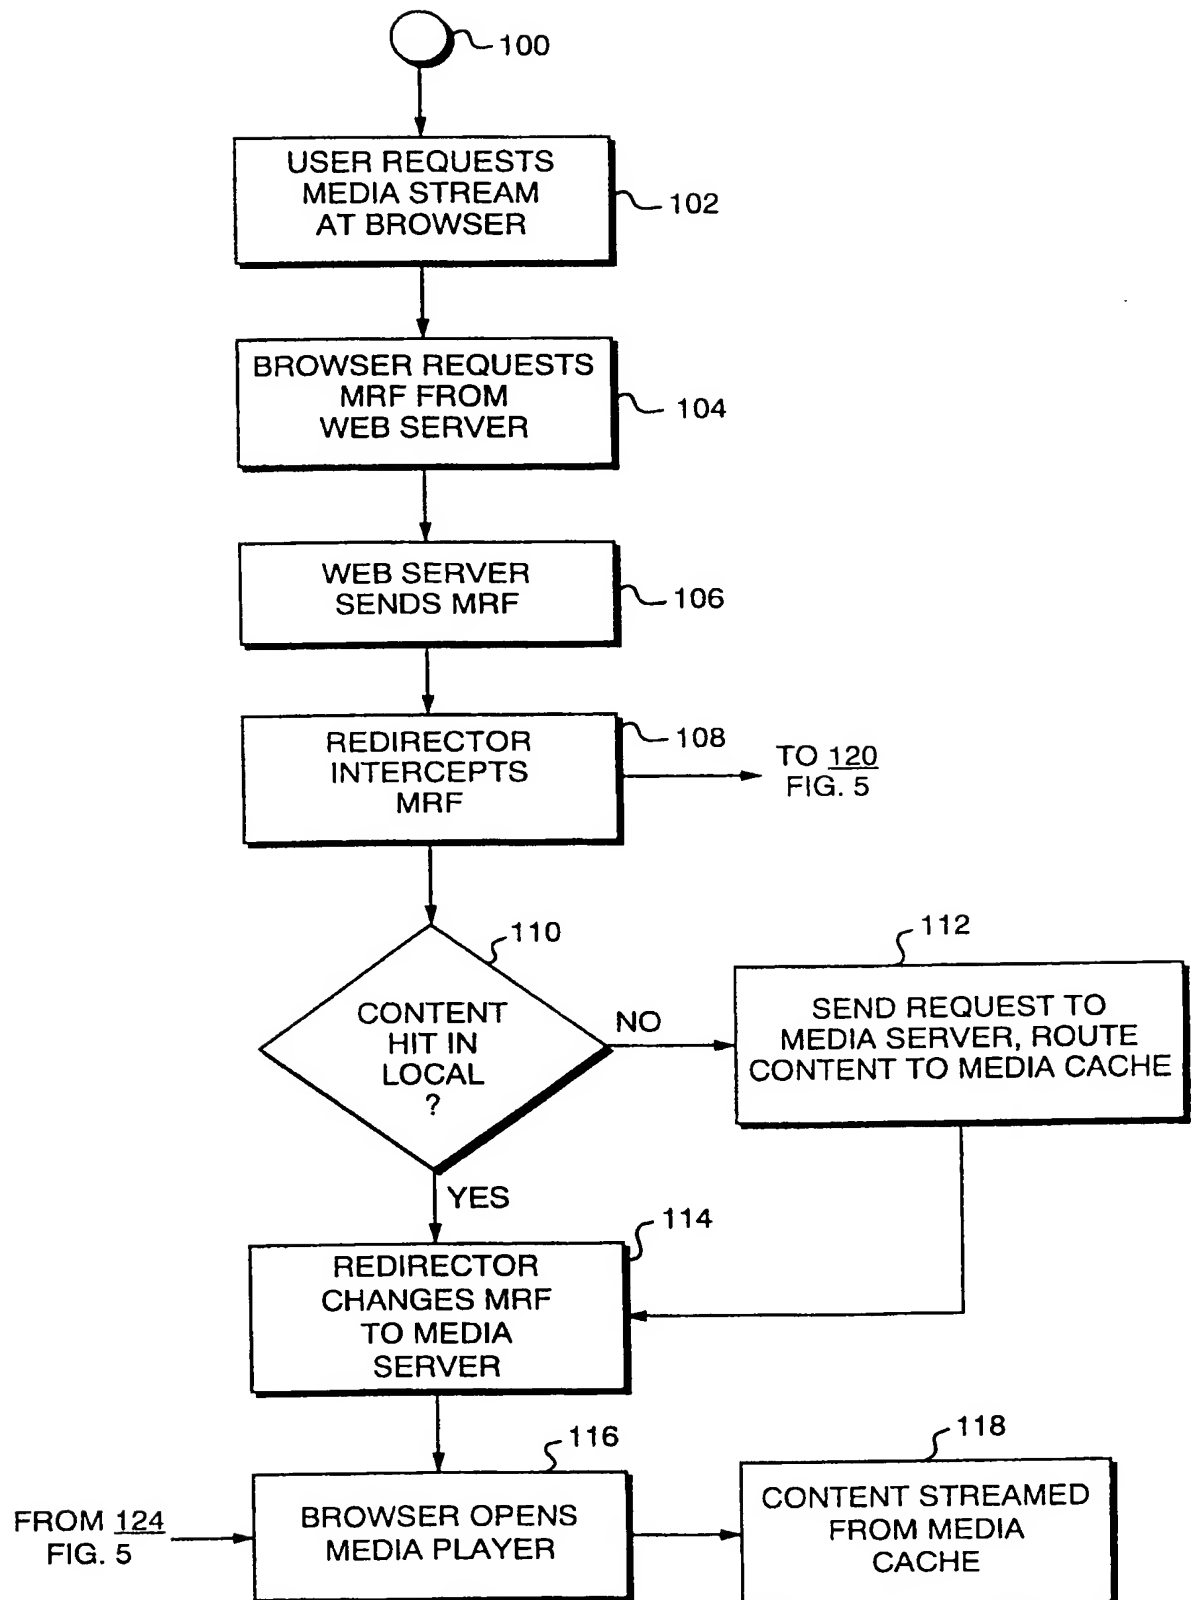 100
USER REQUESTS
MEDIA STREAM
AT BROWSER
102
BROWSER REQUESTS
MRF FROM
WEB SERVER
104
WEB SERVER
SENDS MRF
106
REDIRECTOR
INTERCEPTS
MRF
108
TO 120
FIG. 5
110
CONTENT
HIT IN
LOCAL
?
NO
112
SEND REQUEST TO
MEDIA SERVER, ROUTE
CONTENT TO MEDIA CACHE
YES
114
REDIRECTOR
CHANGES MRF
TO MEDIA
SERVER
116
FROM 124
FIG. 5
BROWSER OPENS
MEDIA PLAYER
118
CONTENT STREAMED
FROM MEDIA
CACHE